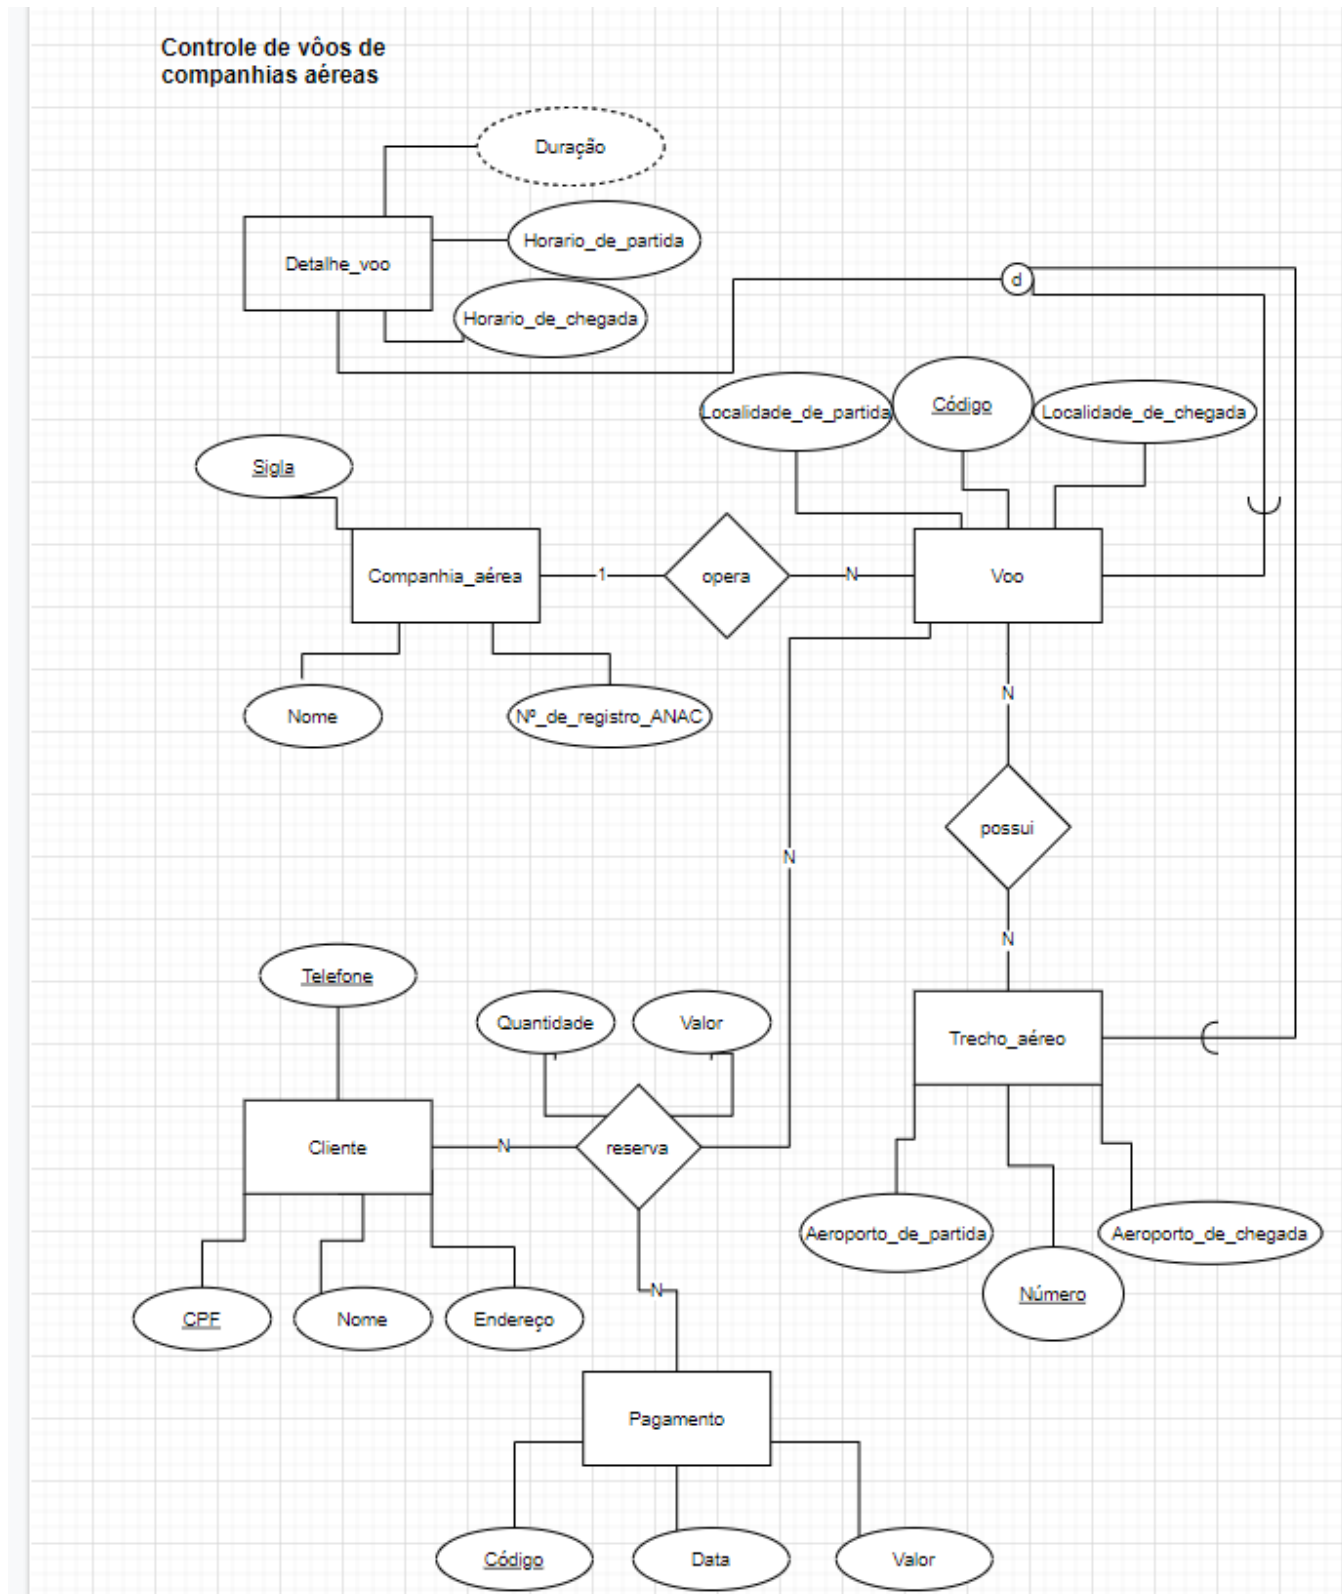 Controle de vôos de
companhias aéreas
Duração
Horario_de_partida
Detalhe_voo
Horario_de_chegada
d
Localidade_de_partida
Código
Localidade_de_chegada
Sigla
Companhia_aérea
1
opera
N
Voo
N
Nome
Nº_de_registro_ANAC
possui
N
N
Telefone
Quantidade
Valor
Trecho_aéreo
Cliente
N
reserva
Aeroporto_de_partida
Aeroporto_de_chegada
Número
N
CPF
Nome
Endereço
Pagamento
Código
Data
Valor